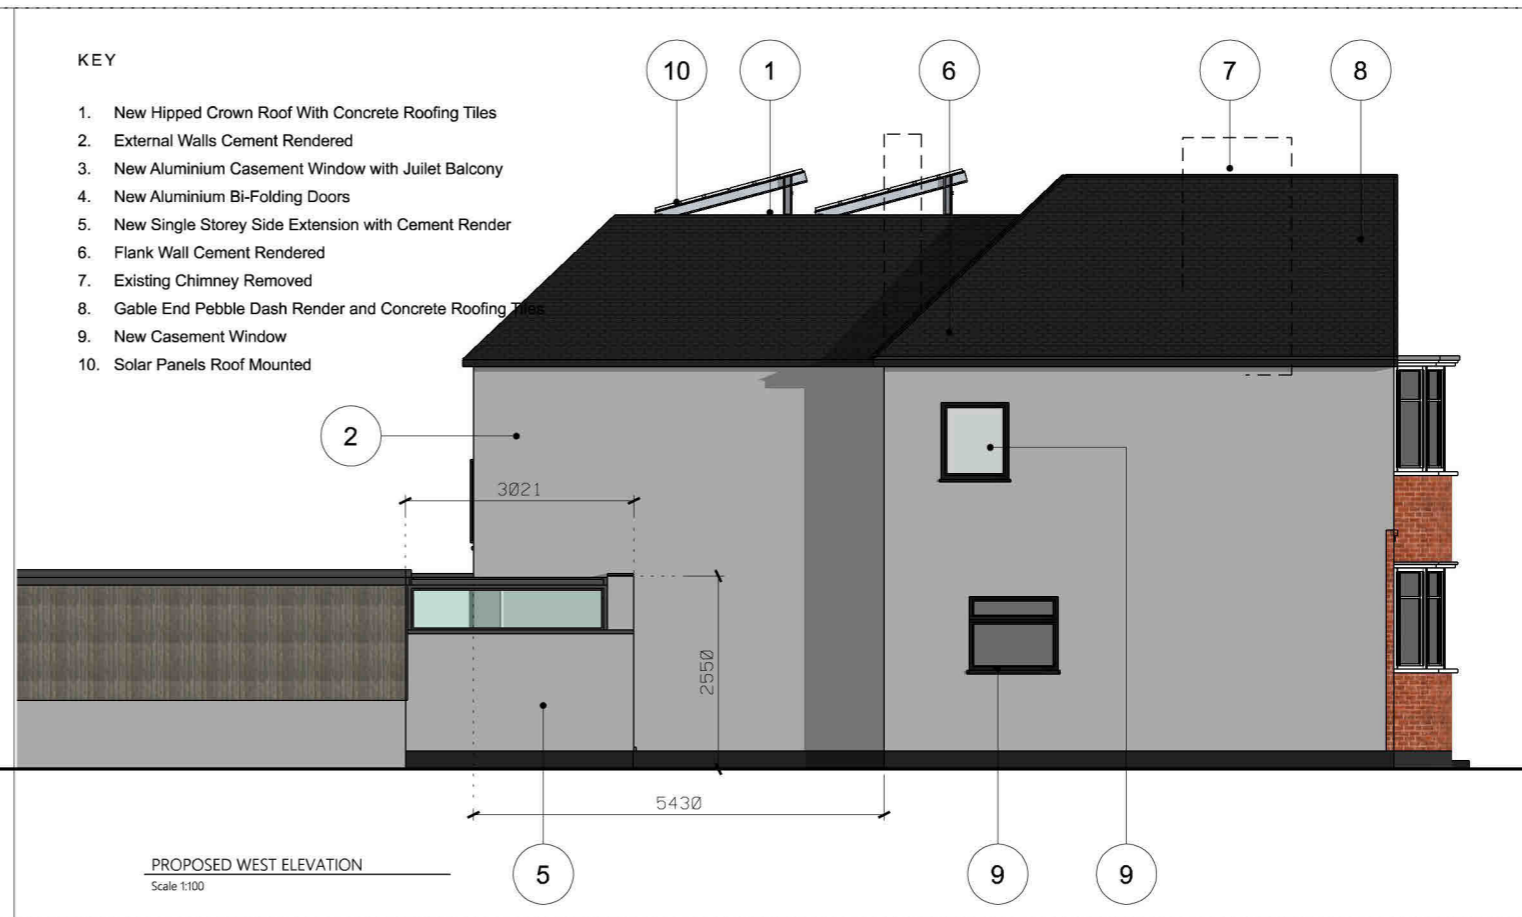 KEY
1. New Hipped Crown Roof With Concrete Roofing Tiles
2. External Walls Cement Rendered
3. New Aluminium Casement Window with Juilet Balcony
4. New Aluminium Bi-Folding Doors
5. New Single Storey Side Extension with Cement Render
6. Flank Wall Cement Rendered
7. Existing Chimney Removed
8. Gable End Pebble Dash Render and Concrete Roofing Tiles
9. New Casement Window
10. Solar Panels Roof Mounted
10
1
6
7
8
2
3021
2550
5430
5
9
9
PROPOSED WEST ELEVATION
Scale 1:100